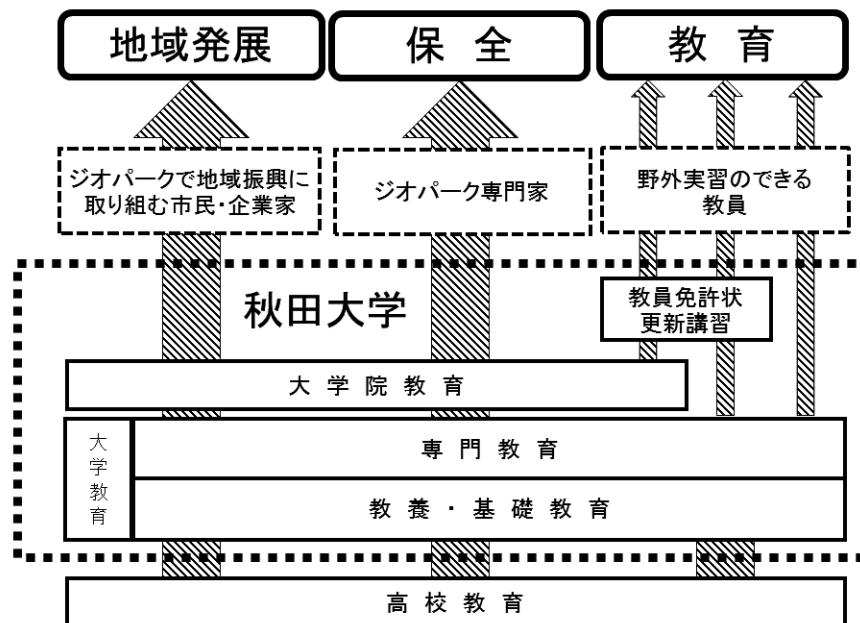 地域発展
保全
教育
ジオパークで地域振興に
取り組む市民・企業家
ジオパーク専門家
野外実習のできる
教員
秋田大学
教員免許状
更新講習
大学院教育
大学教育
専門教育
教養・基礎教育
高校教育